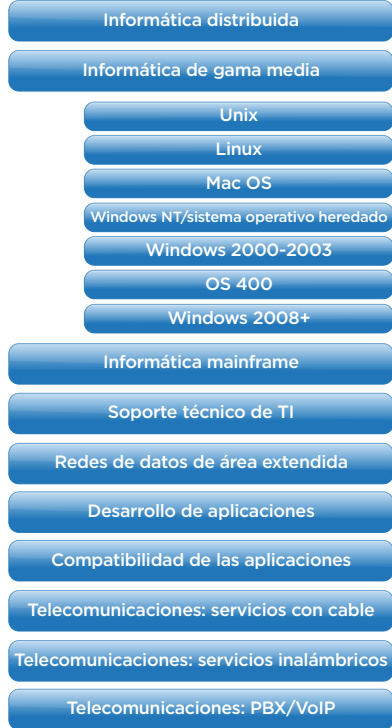 Informática distribuida
Informática de gama media
Unix
Linux
Mac OS
Windows NT/sistema operativo heredado
Windows 2000-2003
OS 400
Windows 2008+
Informática mainframe
Soporte técnico de TI
Redes de datos de área extendida
Desarrollo de aplicaciones
Compatibilidad de las aplicaciones
Telecomunicaciones: servicios con cable
Telecomunicaciones: servicios inalámbricos
Telecomunicaciones: PBX/VoIP